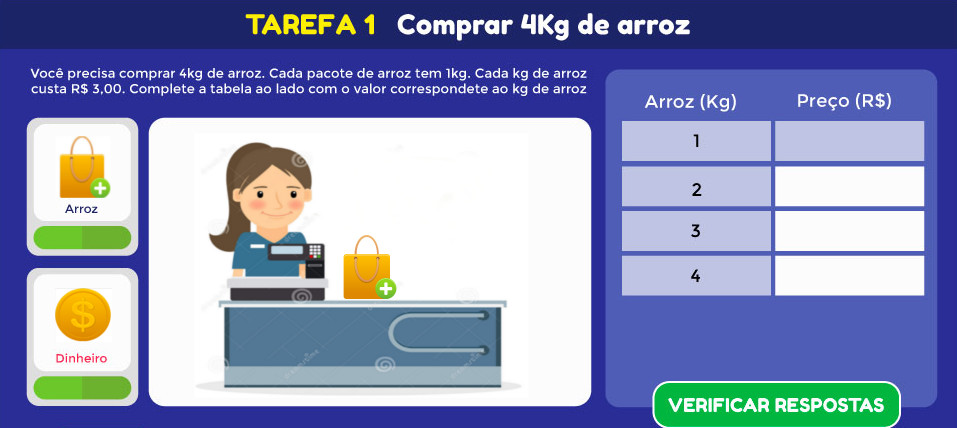 TAREFA 1 Comprar 4Kg de arroz
Você precisa comprar 4kg de arroz. Cada pacote de arroz tem 1kg. Cada kg de arroz
custa R$ 3,00. Complete a tabela ao lado com o valor correspondete ao kg de arroz
Arroz
$
Dinheiro
Arroz (Kg) Preço (R$)
1
2
3
4
VERIFICAR RESPOSTAS